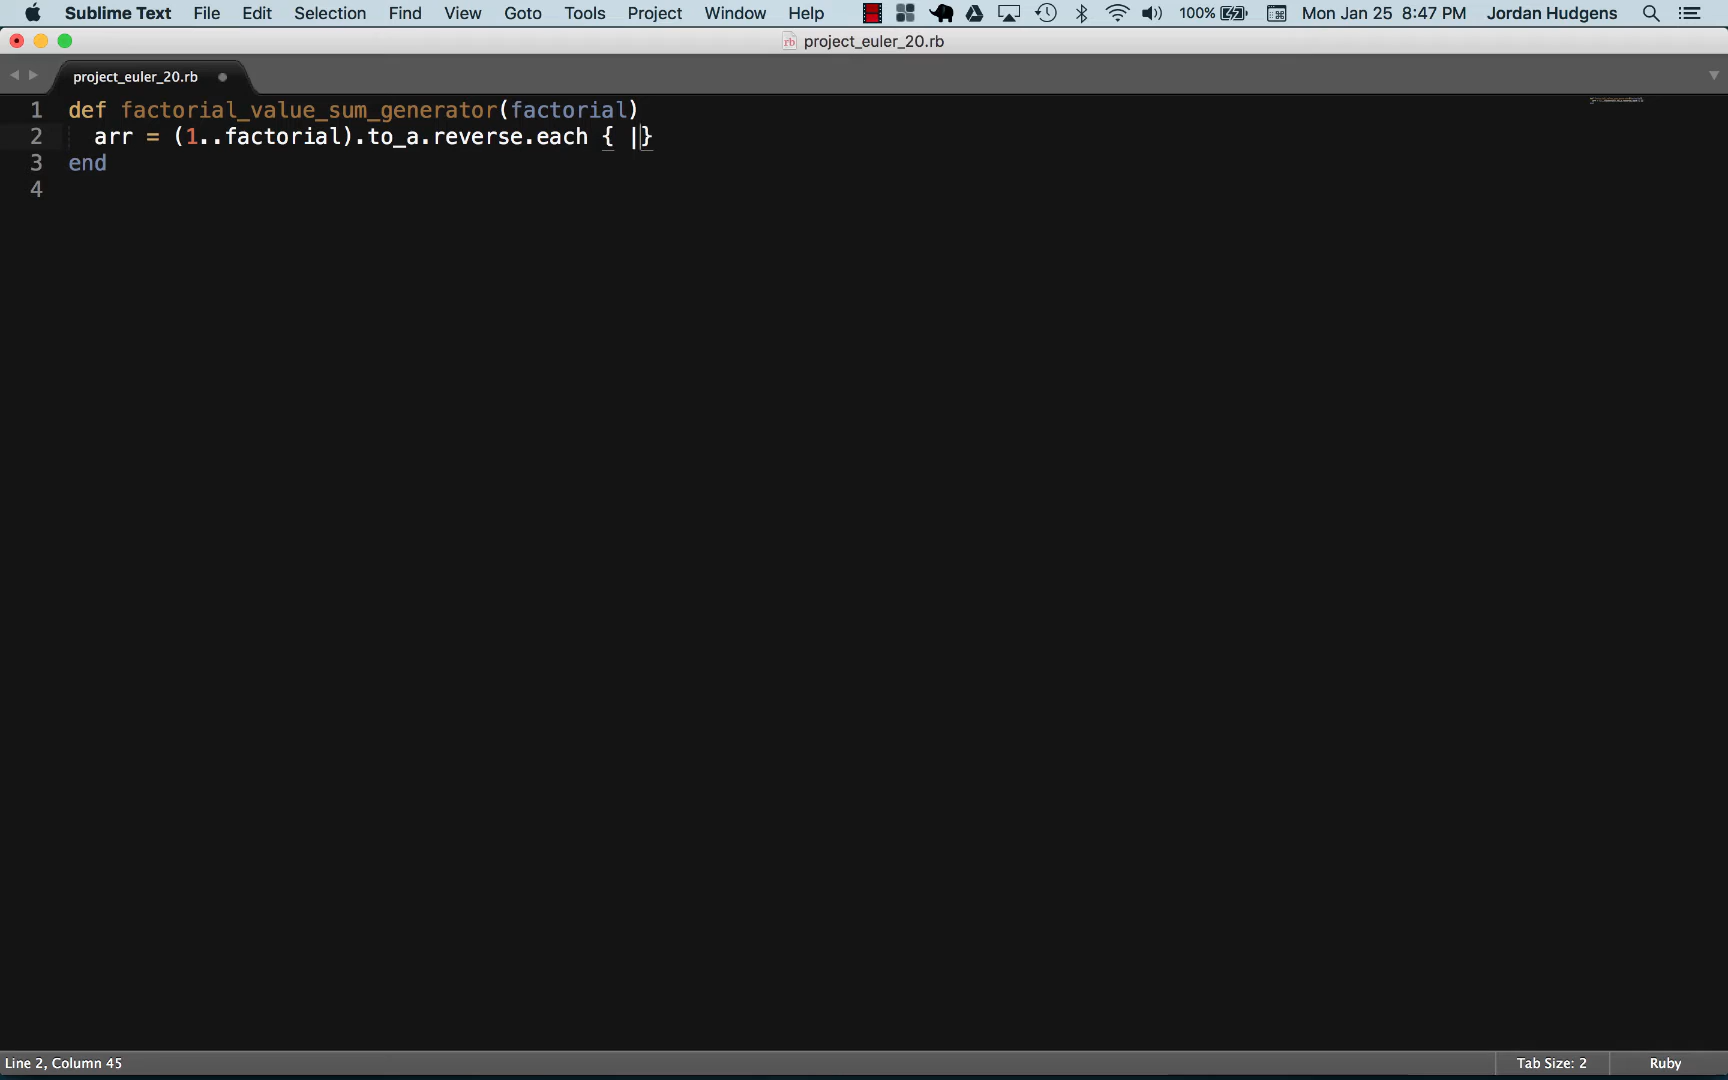 Sublime Text File Edit Selection Find View Goto Tools Project Window Help 100% Mon Jan 25 8:47 PM Jordan Hudgens
rb project_euler_20.rb
project_euler_20.rb
1 def factorial_value_sum_generator(factorial)
2 arr = (1..factorial).to_a.reverse.each { |}
3 end
4
Line 2, Column 45 Tab Size: 2 Ruby